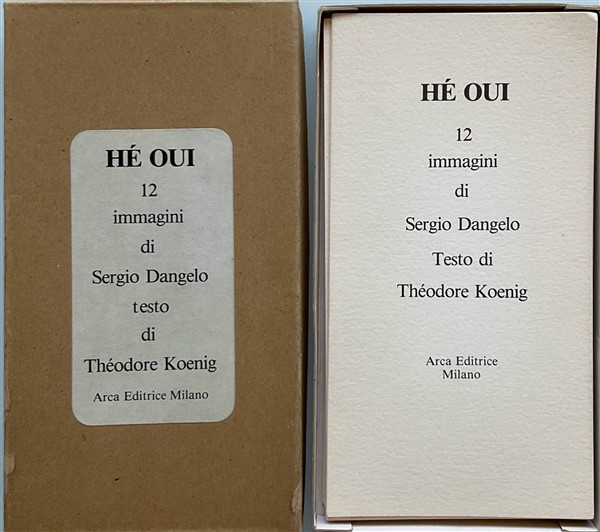 HÉ OUI
12
immagini
di
Sergio Dangelo
testo
di
Théodore Koenig
Arca Editrice Milano
HÉ OUI
12
immagini
di
Sergio Dangelo
Testo di
Théodore Koenig
Arca Editrice
Milano